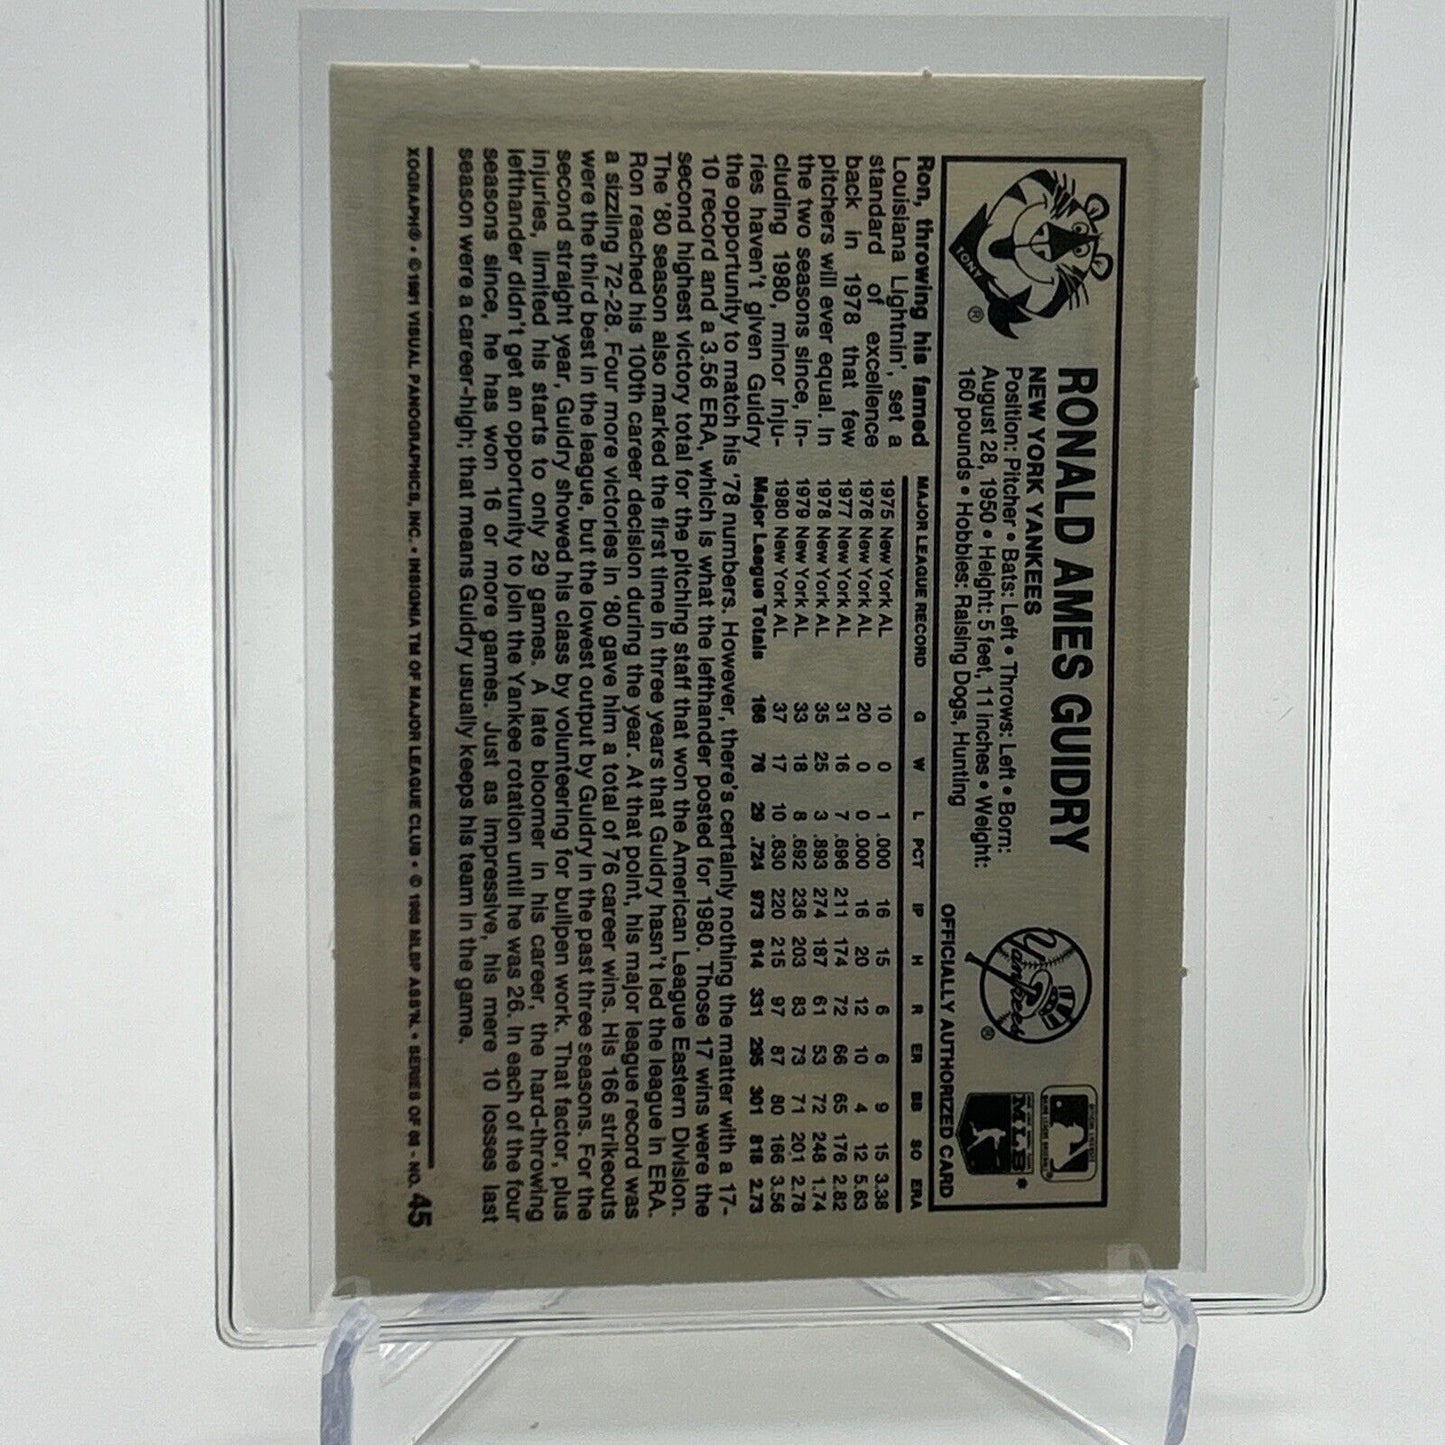 TONY
®
RONALD AMES GUIDRY
NEW YORK YANKEES
Position: Pitcher • Bats: Left • Throws: Left • Born:
August 28, 1950 • Height: 5 feet, 11 inches • Weight:
160 pounds • Hobbies: Raising Dogs, Hunting
Yankees
®
MLB
OFFICIALLY AUTHORIZED CARD
Ron, throwing his famed
Louisiana Lightnin', set a
standard of excellence
back in 1978 that few
pitchers will ever equal. In
the two seasons since, in-
cluding 1980, minor inju-
ries haven't given Guidry
MAJOR LEAGUE RECORD G W L PCT IP H R ER BB SO ERA
1975 New York AL 10 0 1 .000 16 15 6 6 9 15 3.38
1976 New York AL 20 0 0 .000 16 20 12 10 4 12 5.63
1977 New York AL 31 16 7 .696 211 174 72 66 65 176 2.82
1978 New York AL 35 25 3 .893 274 187 61 53 72 248 1.74
1979 New York AL 33 18 8 .692 236 203 83 73 71 201 2.78
1980 New York AL 37 17 10 .630 220 215 97 87 80 166 3.56
Major League Totals 166 76 29 .724 973 814 331 295 301 818 2.73
the opportunity to match his '78 numbers. However, there's certainly nothing the matter with a 17-
10 record and a 3.56 ERA, which is what the lefthander posted for 1980. Those 17 wins were the
second highest victory total for the pitching staff that won the American League Eastern Division.
The '80 season also marked the first time in three years that Guidry hasn't led the league in ERA.
Ron reached his 100th career decision during the year. At that point, his major league record was
a sizzling 72-28. Four more victories in '80 gave him a total of 76 career wins. His 166 strikeouts
were the third best in the league, but the lowest output by Guidry in the past three seasons. For the
second straight year, Guidry showed his class by volunteering for bullpen work. That factor, plus
injuries, limited his starts to only 29 games. A late bloomer in his career, the hard-throwing
lefthander didn't get an opportunity to join the Yankee rotation until he was 26. In each of the four
seasons since, he has won 16 or more games. Just as impressive, his mere 10 losses last
season were a career-high; that means Guidry usually keeps his team in the game.
XOGRAPH® • ©1981 VISUAL PANOGRAPHICS, INC. • INSIGNIA TM OF MAJOR LEAGUE CLUB • © 1969 MLBP ASS'N. • SERIES OF 66 - NO. 45